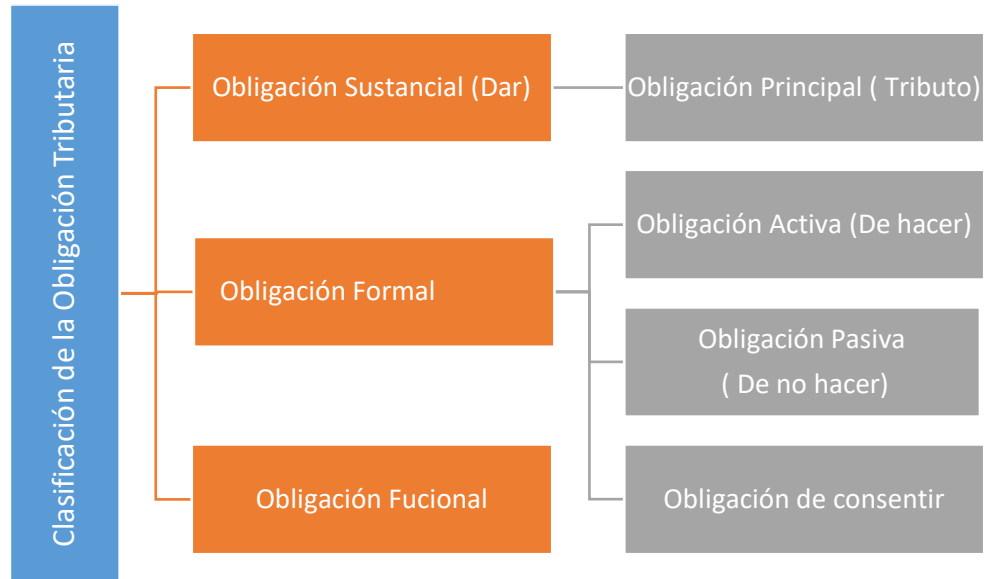 Clasificación de la Obligación Tributaria
Obligación Sustancial (Dar)
Obligación Principal ( Tributo)
Obligación Formal
Obligación Activa (De hacer)
Obligación Pasiva
( De no hacer)
Obligación de consentir
Obligación Fucional